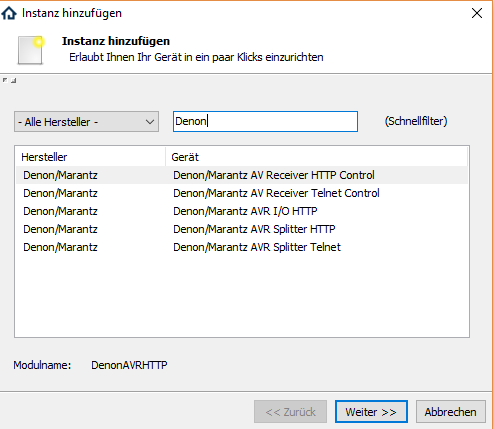 Instanz hinzufügen
Instanz hinzufügen
Erlaubt Ihnen Ihr Gerät in ein paar Klicks einzurichten
- Alle Hersteller - Denon (Schnellfilter)
Hersteller Gerät
Denon/Marantz Denon/Marantz AV Receiver HTTP Control
Denon/Marantz Denon/Marantz AV Receiver Telnet Control
Denon/Marantz Denon/Marantz AVR I/O HTTP
Denon/Marantz Denon/Marantz AVR Splitter HTTP
Denon/Marantz Denon/Marantz AVR Splitter Telnet
Modulname: DenonAVRHTTP
<< Zurück Weiter >> Abbrechen